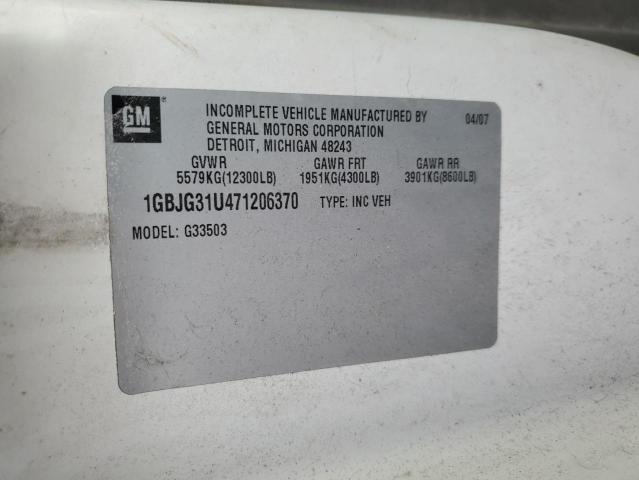 GM ® INCOMPLETE VEHICLE MANUFACTURED BY 04/07
GENERAL MOTORS CORPORATION
DETROIT, MICHIGAN 48243
GVWR GAWR FRT GAWR RR
5579KG(12300LB) 1951KG(4300LB) 3901KG(8600LB)
1GBJG31U471206370 TYPE: INC VEH
MODEL: G33503